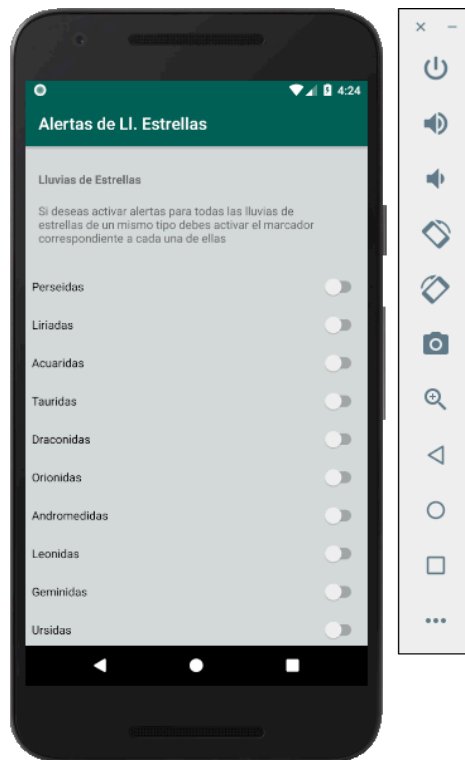 4:24
Alertas de Ll. Estrellas
Lluvias de Estrellas
Si deseas activar alertas para todas las lluvias de
estrellas de un mismo tipo debes activar el marcador
correspondiente a cada una de ellas
Perseidas
Liriadas
Acuaridas
Tauridas
Draconidas
Orionidas
Andromedidas
Leonidas
Geminidas
Ursidas